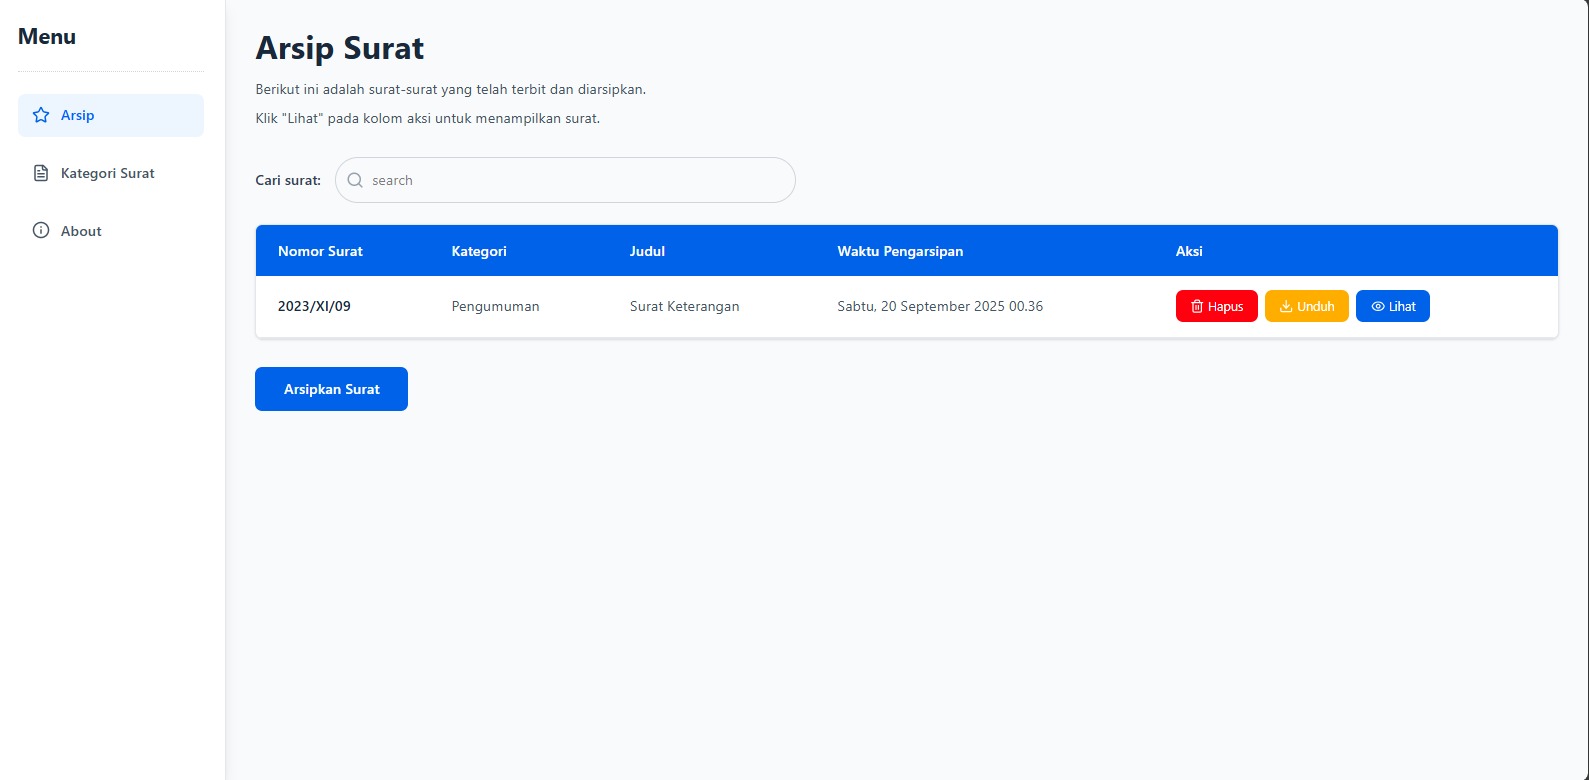 Menu
Arsip
Kategori Surat
About
Arsip Surat
Berikut ini adalah surat-surat yang telah terbit dan diarsipkan.
Klik "Lihat" pada kolom aksi untuk menampilkan surat.
Cari surat: search
Nomor Surat Kategori Judul Waktu Pengarsipan Aksi
2023/XI/09 Pengumuman Surat Keterangan Sabtu, 20 September 2025 00.36 Hapus Unduh Lihat
Arsipkan Surat